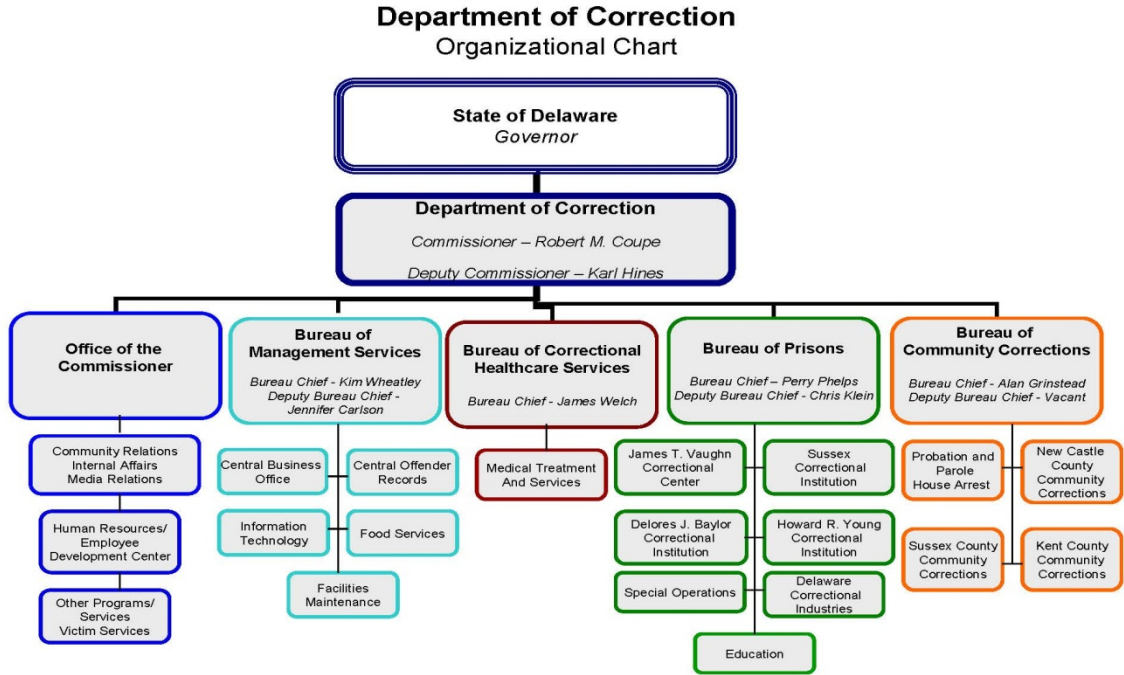 Department of Correction
Organizational Chart
State of Delaware
Governor
Department of Correction
Commissioner – Robert M. Coupe
Deputy Commissioner – Karl Hines
Office of the
Commissioner
Community Relations
Internal Affairs
Media Relations
Human Resources/
Employee
Development Center
Other Programs/
Services
Victim Services
Bureau of
Management Services
Bureau Chief - Kim Wheatley
Deputy Bureau Chief -
Jennifer Carlson
Central Business
Office
Central Offender
Records
Information
Technology
Food Services
Facilities
Maintenance
Bureau of Correctional
Healthcare Services
Bureau Chief - James Welch
Medical Treatment
And Services
Bureau of Prisons
Bureau Chief – Perry Phelps
Deputy Bureau Chief - Chris Klein
James T. Vaughn
Correctional
Center
Sussex
Correctional
Institution
Delores J. Baylor
Correctional
Institution
Howard R. Young
Correctional
Institution
Special Operations
Delaware
Correctional
Industries
Education
Bureau of
Community Corrections
Bureau Chief - Alan Grinstead
Deputy Bureau Chief - Vacant
Probation and
Parole
House Arrest
New Castle
County
Community
Corrections
Sussex County
Community
Corrections
Kent County
Community
Corrections